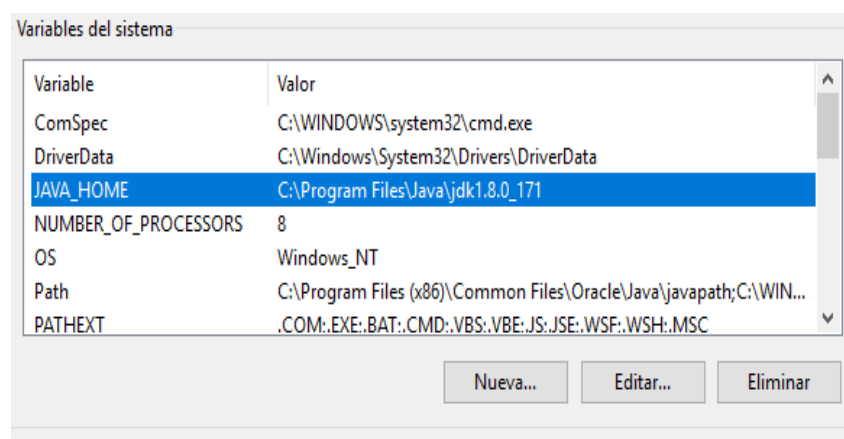 Variables del sistema
Variable Valor
ComSpec C:\WINDOWS\system32\cmd.exe
DriverData C:\Windows\System32\Drivers\DriverData
JAVA_HOME C:\Program Files\Java\jdk1.8.0_171
NUMBER_OF_PROCESSORS 8
OS Windows_NT
Path C:\Program Files (x86)\Common Files\Oracle\Java\javapath;C:\WIN...
PATHEXT .COM;.EXE;.BAT;.CMD;.VBS;.VBE;.JS;.JSE;.WSF;.WSH;.MSC
Nueva... Editar... Eliminar